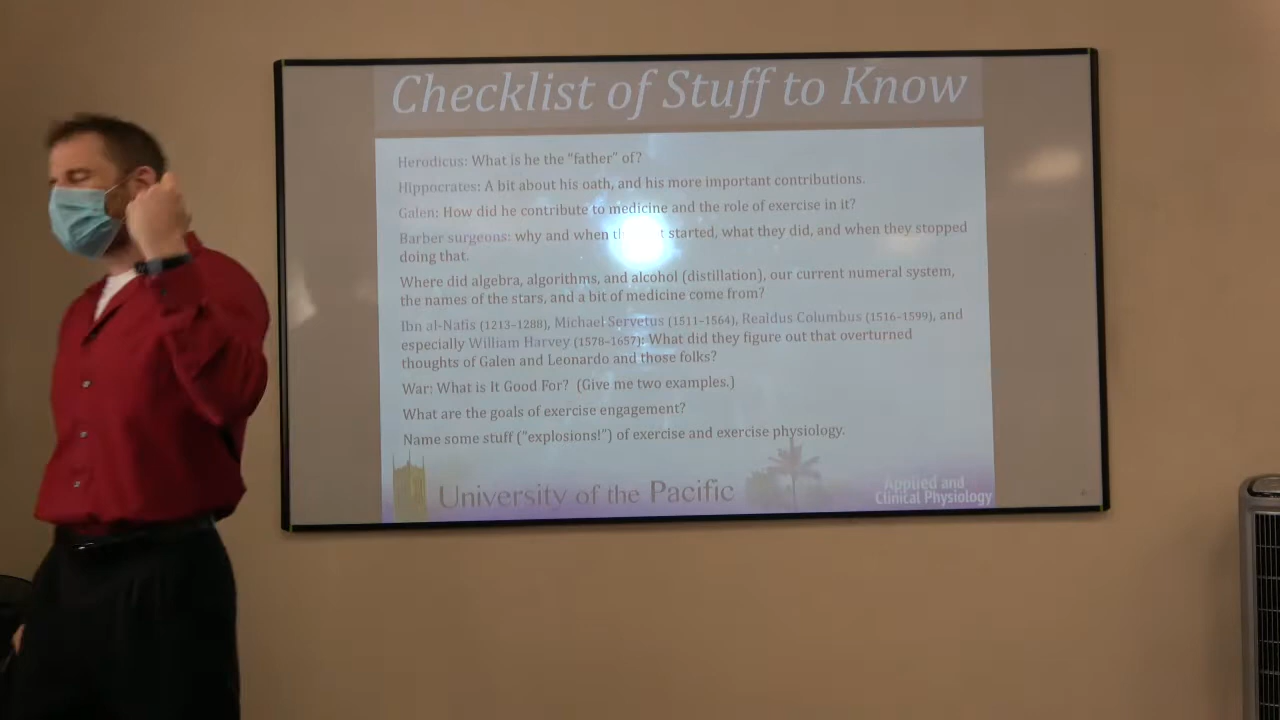 Checklist of Stuff to Know
Herodicus: What is he the “father” of?
Hippocrates: A bit about his oath, and his more important contributions.
Galen: How did he contribute to medicine and the role of exercise in it?
Barber surgeons: why and when started, what they did, and when they stopped
doing that.
Where did algebra, algorithms, and alcohol (distillation), our current numeral system,
the names of the stars, and a bit of medicine come from?
Ibn al-Nafis (1213–1288), Michael Servetus (1511–1564), Realdus Columbus (1516–1599), and
especially William Harvey (1578–1657): What did they figure out that overturned
thoughts of Galen and Leonardo and those folks?
War: What is It Good For? (Give me two examples.)
What are the goals of exercise engagement?
Name some stuff (“explosions!”) of exercise and exercise physiology.
University of the Pacific
Applied and
Clinical Physiology